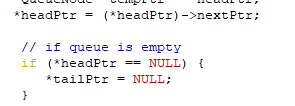 *headPtr = (*headPtr)->nextPtr;
// if queue is empty
if (*headPtr == NULL) {
*tailPtr = NULL;
}